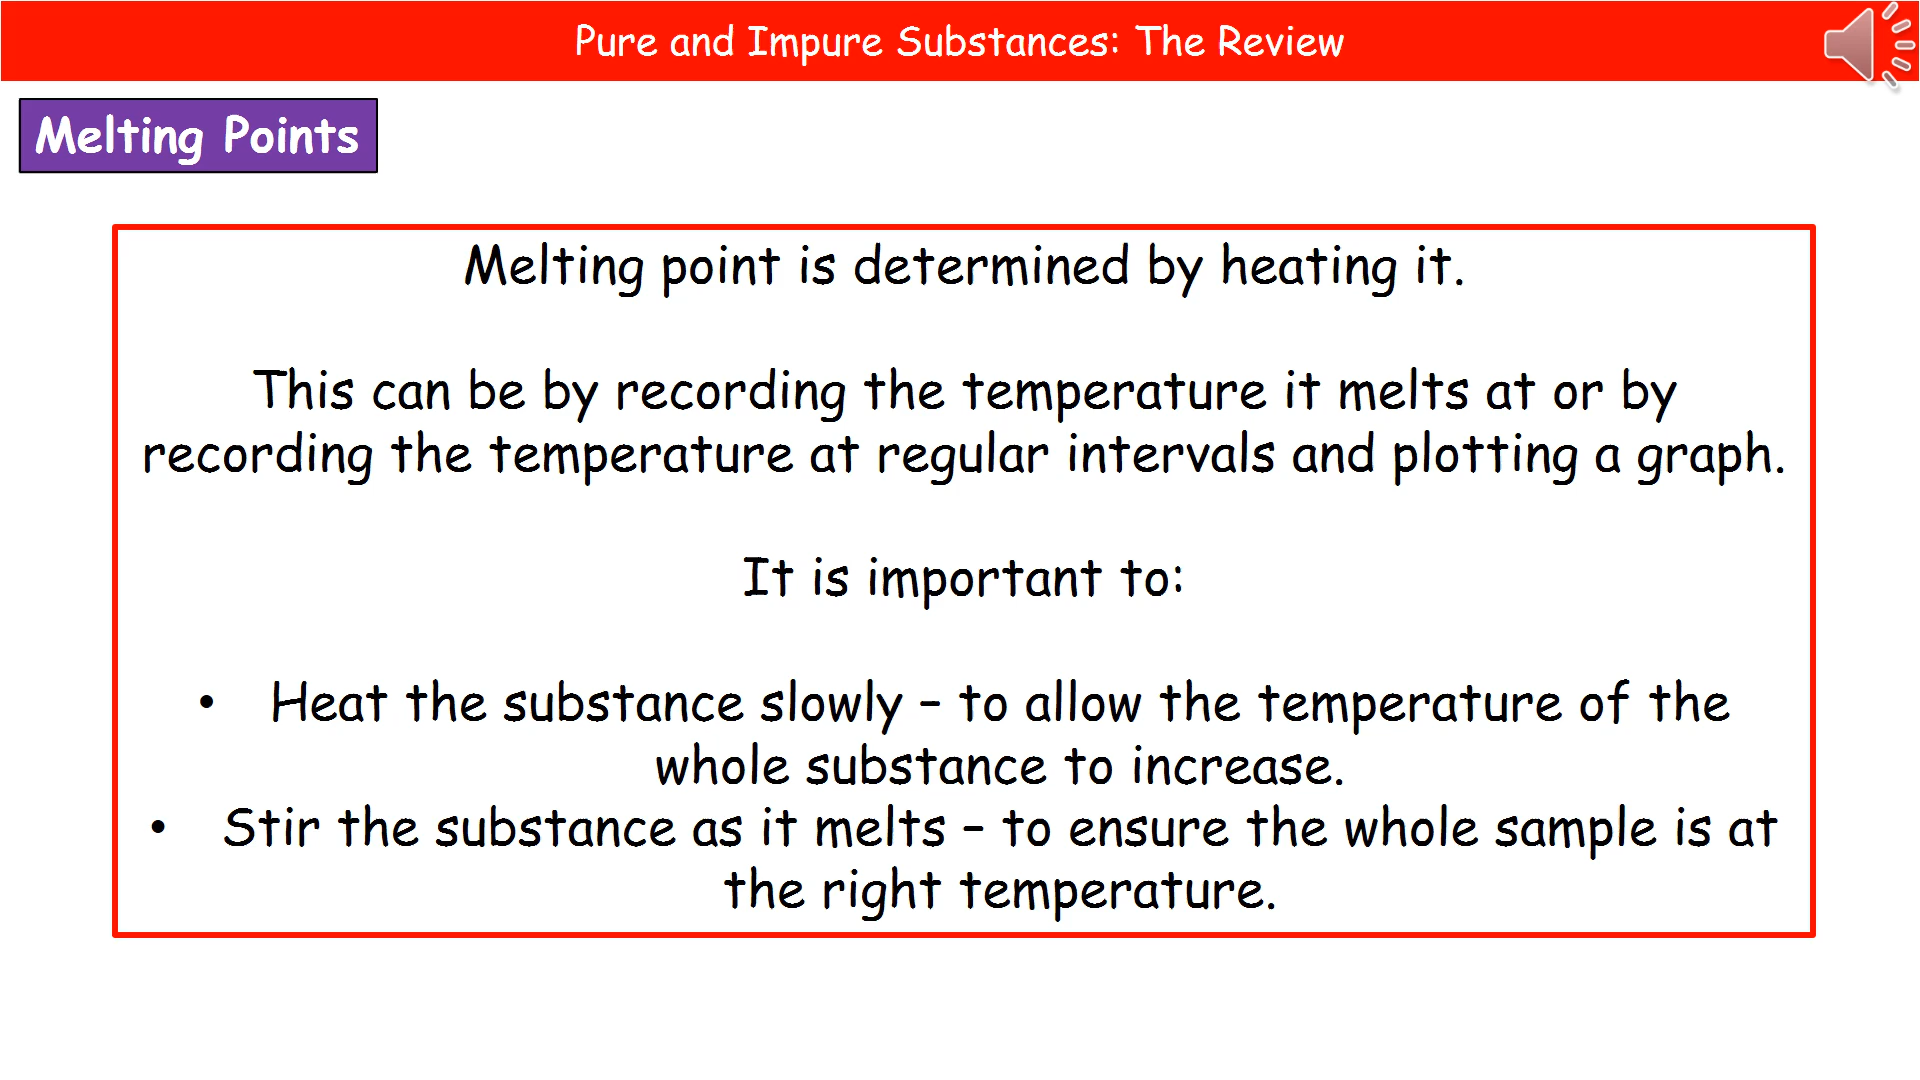 Pure and Impure Substances: The Review
Melting Points
Melting point is determined by heating it.
This can be by recording the temperature it melts at or by
recording the temperature at regular intervals and plotting a graph.
It is important to:
• Heat the substance slowly – to allow the temperature of the
whole substance to increase.
• Stir the substance as it melts – to ensure the whole sample is at
the right temperature.